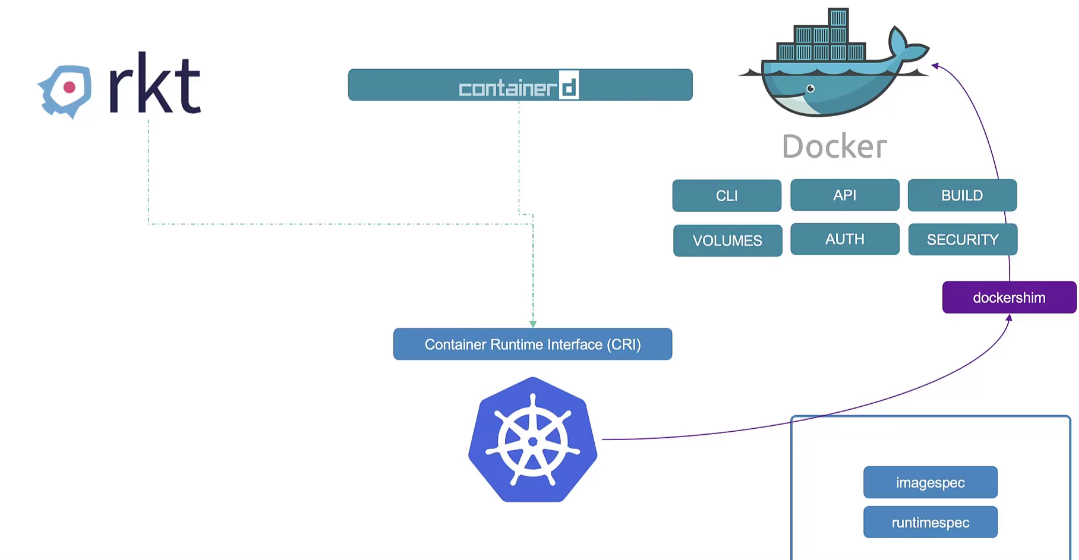 rkt
containerd
Docker
CLI
API
BUILD
VOLUMES
AUTH
SECURITY
dockershim
Container Runtime Interface (CRI)
imagespec
runtimespec